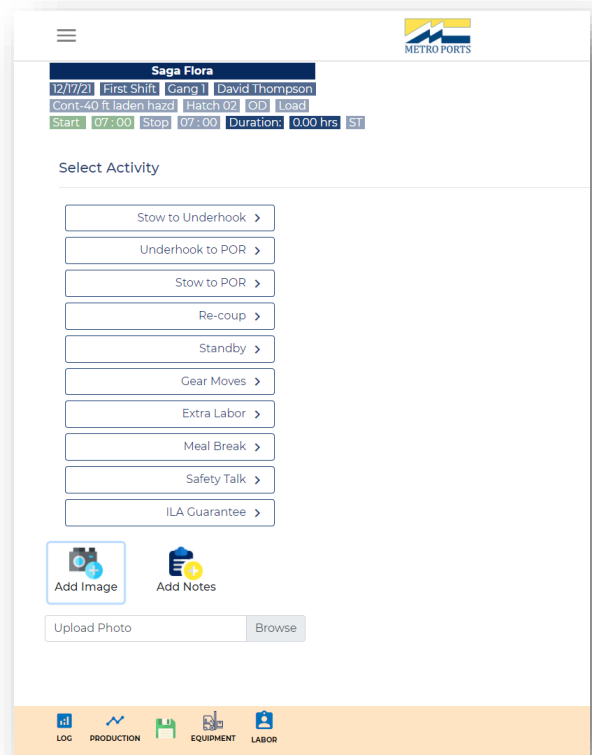 METRO PORTS
Saga Flora
12/17/21 First Shift Gang 1 David Thompson
Cont-40 ft laden hazd Hatch 02 OD Load
Start 07 : 00 Stop 07 : 00 Duration: 0.00 hrs ST
Select Activity
Stow to Underhook
Underhook to POR
Stow to POR
Re-coup
Standby
Gear Moves
Extra Labor
Meal Break
Safety Talk
ILA Guarantee
Add Image Add Notes
Upload Photo Browse
LOG PRODUCTION EQUIPMENT LABOR